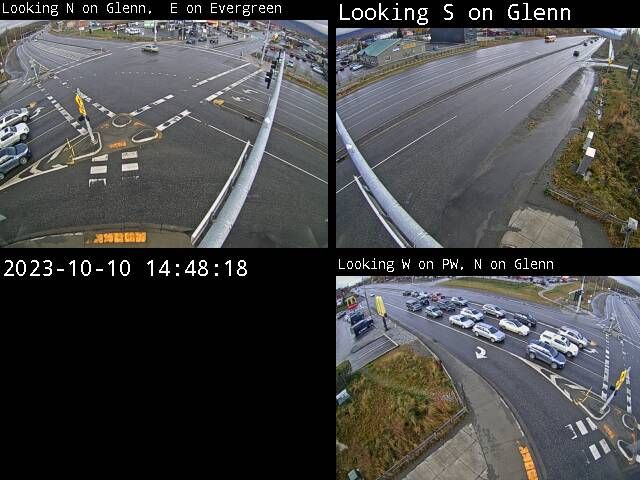 Looking N on Glenn,  E on Evergreen
Looking S on Glenn
2023-10-10 14:48:18
Looking W on PW, N on Glenn